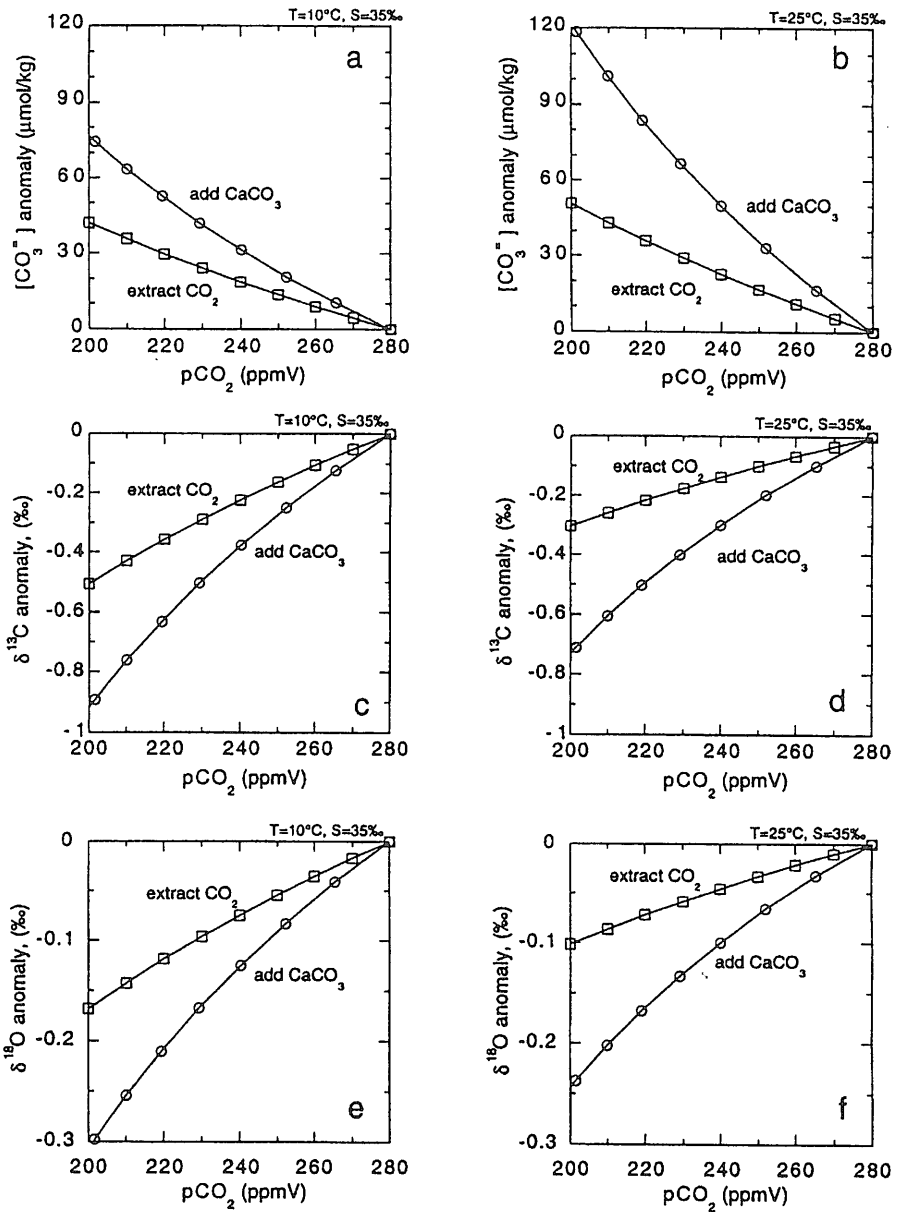 T=10°C, S=35‰
120
90
60
30
0
[CO₃⁼] anomaly (μmol/kg)
a
add CaCO₃
extract CO₂
200 220 240 260 280
pCO₂ (ppmV)
T=25°C, S=35‰
120
90
60
30
0
[CO₃⁼] anomaly (μmol/kg)
b
add CaCO₃
extract CO₂
200 220 240 260 280
pCO₂ (ppmV)
T=10°C, S=35‰
0
-0.2
-0.4
-0.6
-0.8
-1
δ¹³C anomaly, (‰)
extract CO₂
add CaCO₃
c
200 220 240 260 280
pCO₂ (ppmV)
T=25°C, S=35‰
0
-0.2
-0.4
-0.6
-0.8
-1
δ¹³C anomaly, (‰)
extract CO₂
add CaCO₃
d
200 220 240 260 280
pCO₂ (ppmV)
T=10°C, S=35‰
0
-0.1
-0.2
-0.3
δ¹⁸O anomaly, (‰)
extract CO₂
add CaCO₃
e
200 220 240 260 280
pCO₂ (ppmV)
T=25°C, S=35‰
0
-0.1
-0.2
-0.3
δ¹⁸O anomaly, (‰)
extract CO₂
add CaCO₃
f
200 220 240 260 280
pCO₂ (ppmV)